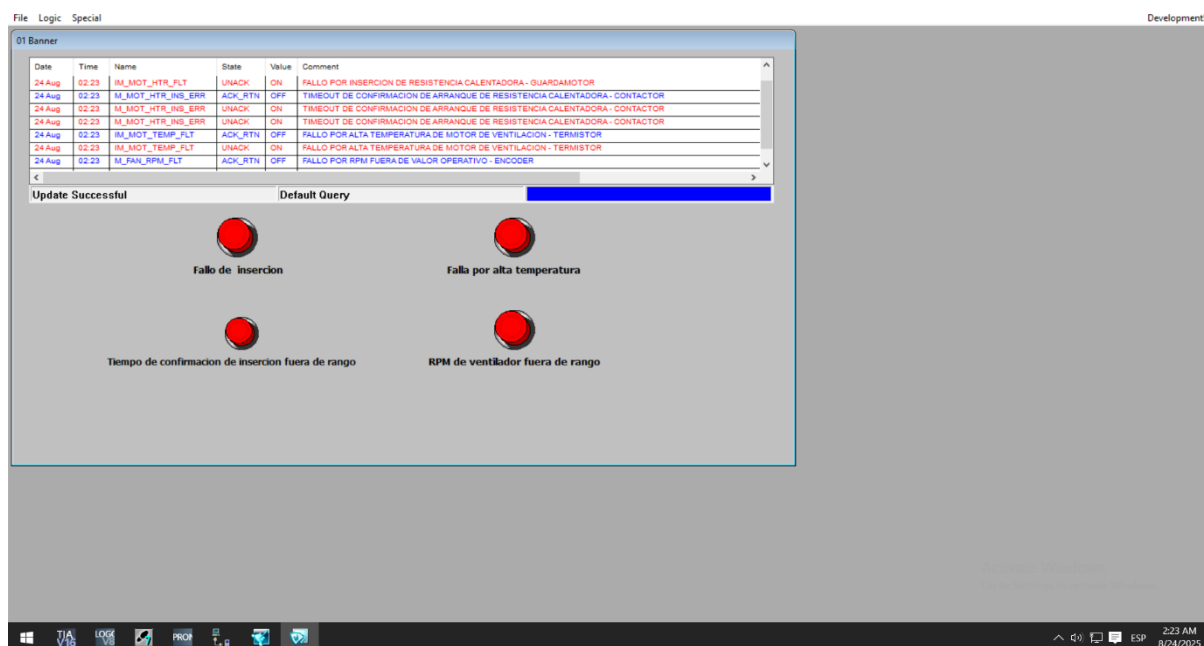 File Logic Special Development
01 Banner
Date Time Name State Value Comment
24 Aug 02:23 IM_MOT_HTR_FLT UNACK ON FALLO POR INSERCION DE RESISTENCIA CALENTADORA - GUARDAMOTOR
24 Aug 02:23 M_MOT_HTR_INS_ERR ACK_RTN OFF TIMEOUT DE CONFIRMACION DE ARRANQUE DE RESISTENCIA CALENTADORA - CONTACTOR
24 Aug 02:23 M_MOT_HTR_INS_ERR UNACK ON TIMEOUT DE CONFIRMACION DE ARRANQUE DE RESISTENCIA CALENTADORA - CONTACTOR
24 Aug 02:23 M_MOT_HTR_INS_ERR UNACK ON TIMEOUT DE CONFIRMACION DE ARRANQUE DE RESISTENCIA CALENTADORA - CONTACTOR
24 Aug 02:23 IM_MOT_TEMP_FLT ACK_RTN OFF FALLO POR ALTA TEMPERATURA DE MOTOR DE VENTILACION - TERMISTOR
24 Aug 02:23 IM_MOT_TEMP_FLT UNACK ON FALLO POR ALTA TEMPERATURA DE MOTOR DE VENTILACION - TERMISTOR
24 Aug 02:23 M_FAN_RPM_FLT ACK_RTN OFF FALLO POR RPM FUERA DE VALOR OPERATIVO - ENCODER
Update Successful Default Query
Fallo de insercion Falla por alta temperatura
Tiempo de confirmacion de insercion fuera de rango RPM de ventilador fuera de rango
TIA V16 LOGO V8 PRON ESP 2:23 AM
8/24/2025